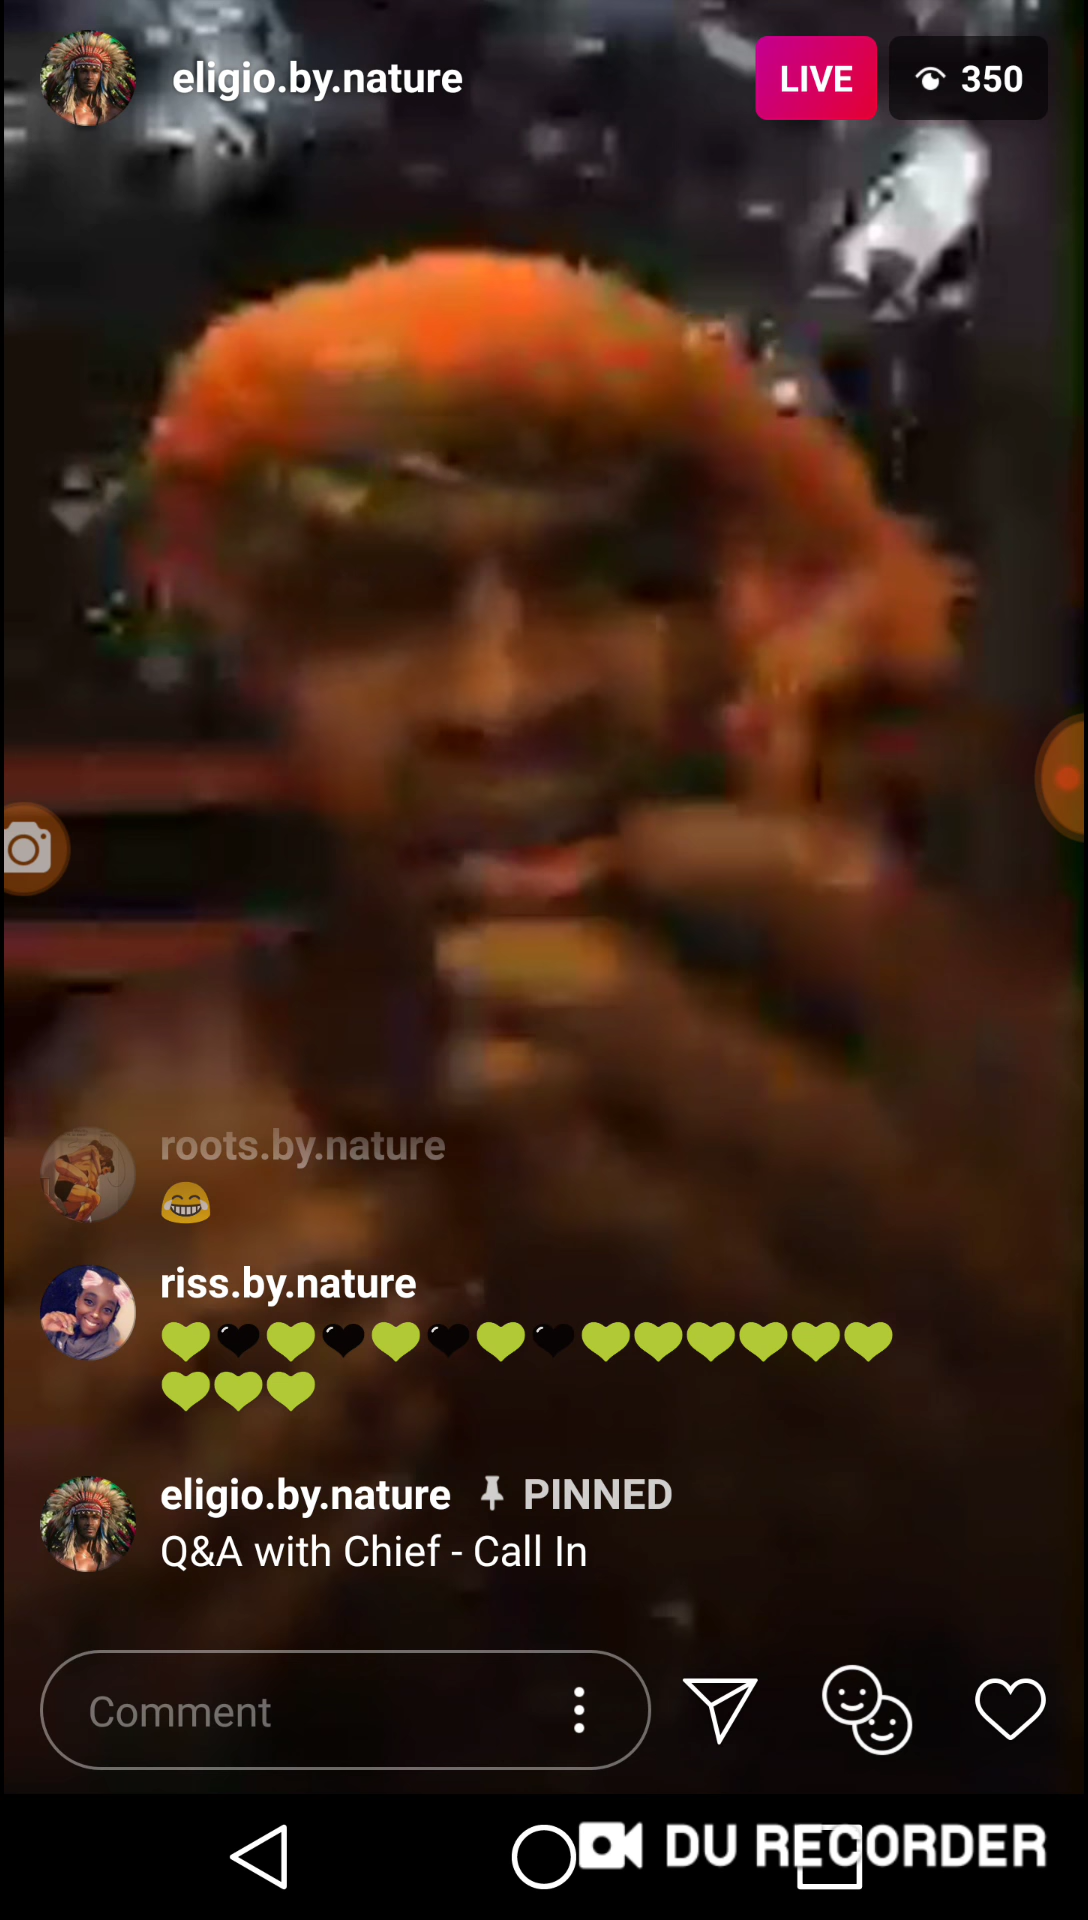 eligio.by.nature LIVE 350
roots.by.nature
😂
riss.by.nature
💚🖤💚🖤💚🖤💚🖤💚💚💚💚💚💚
💚💚💚
eligio.by.nature PINNED
Q&A with Chief - Call In
Comment
DU RECORDER